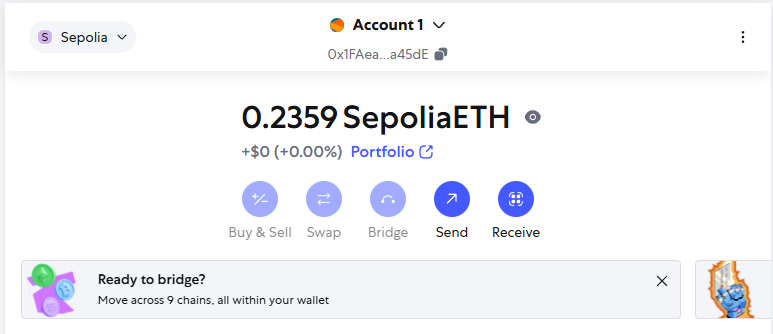 S Sepolia
Account 1
0x1FAea...a45dE
0.2359 SepoliaETH
+$0 (+0.00%) Portfolio
Buy & Sell Swap Bridge Send Receive
Ready to bridge?
Move across 9 chains, all within your wallet